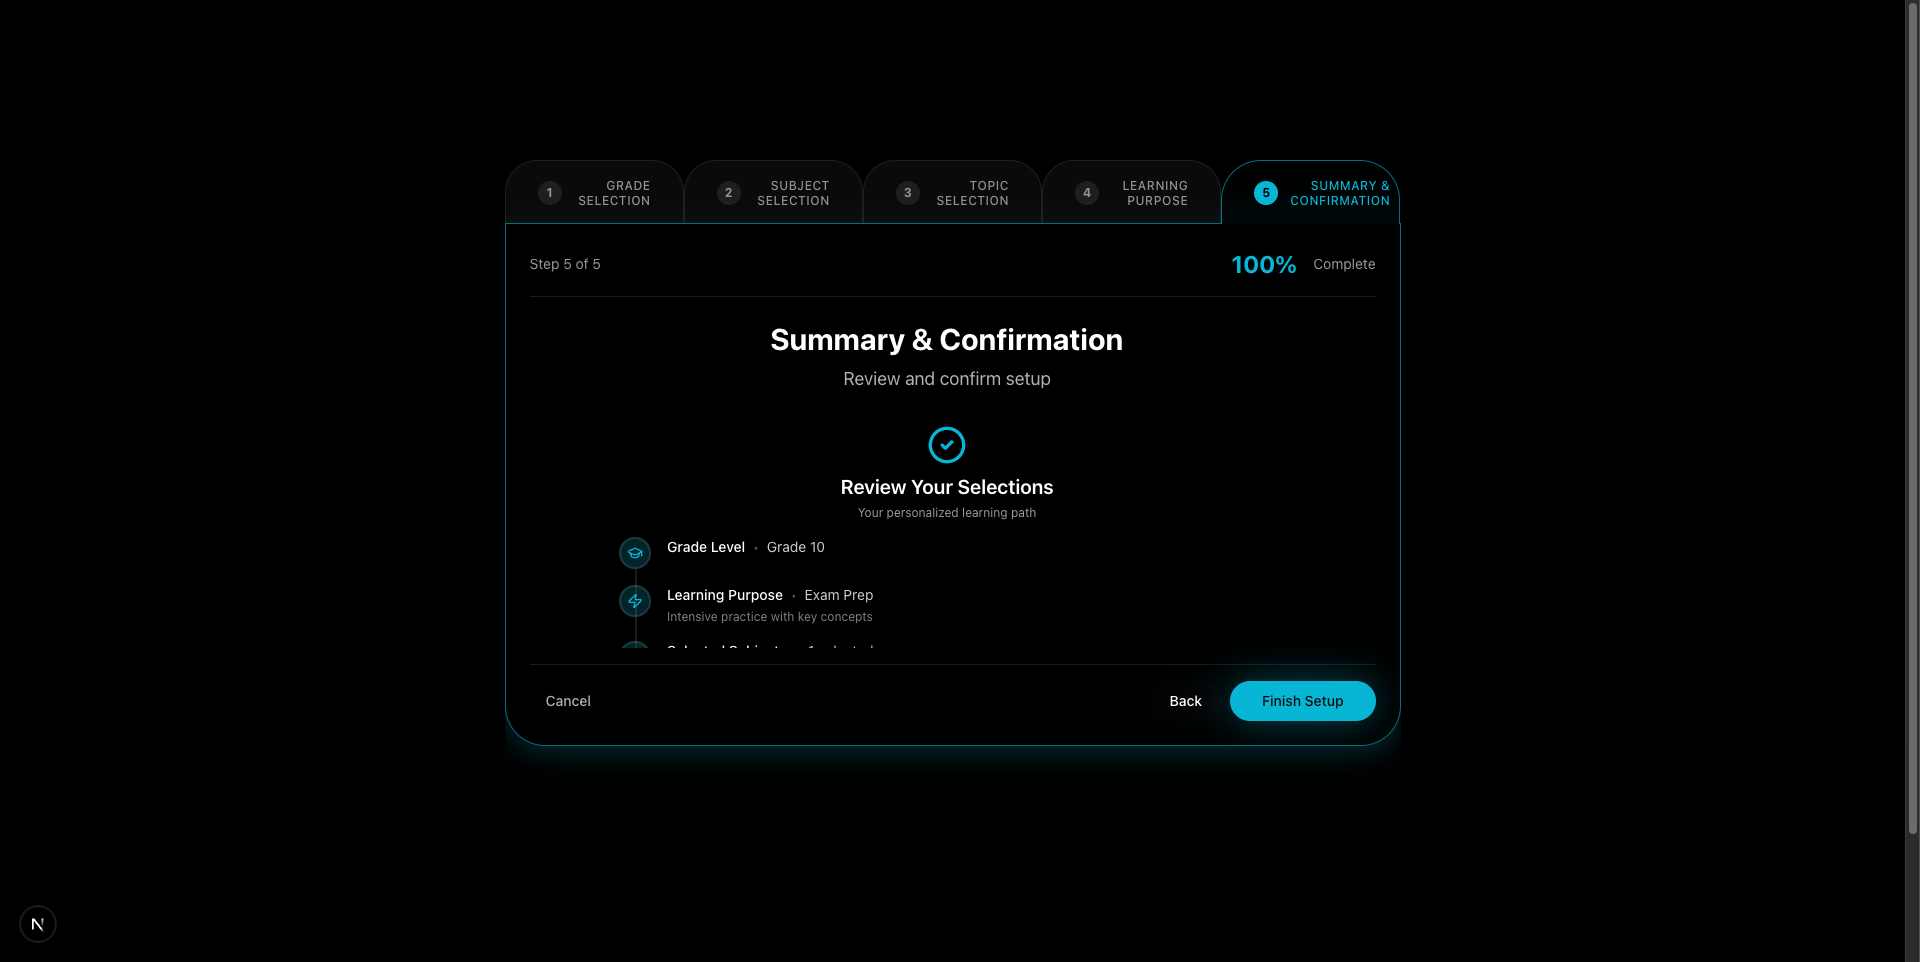 1 GRADE SELECTION
2 SUBJECT SELECTION
3 TOPIC SELECTION
4 LEARNING PURPOSE
5 SUMMARY & CONFIRMATION
Step 5 of 5
100% Complete
Summary & Confirmation
Review and confirm setup
Review Your Selections
Your personalized learning path
Grade Level · Grade 10
Learning Purpose · Exam Prep
Intensive practice with key concepts
Cancel
Back
Finish Setup
N